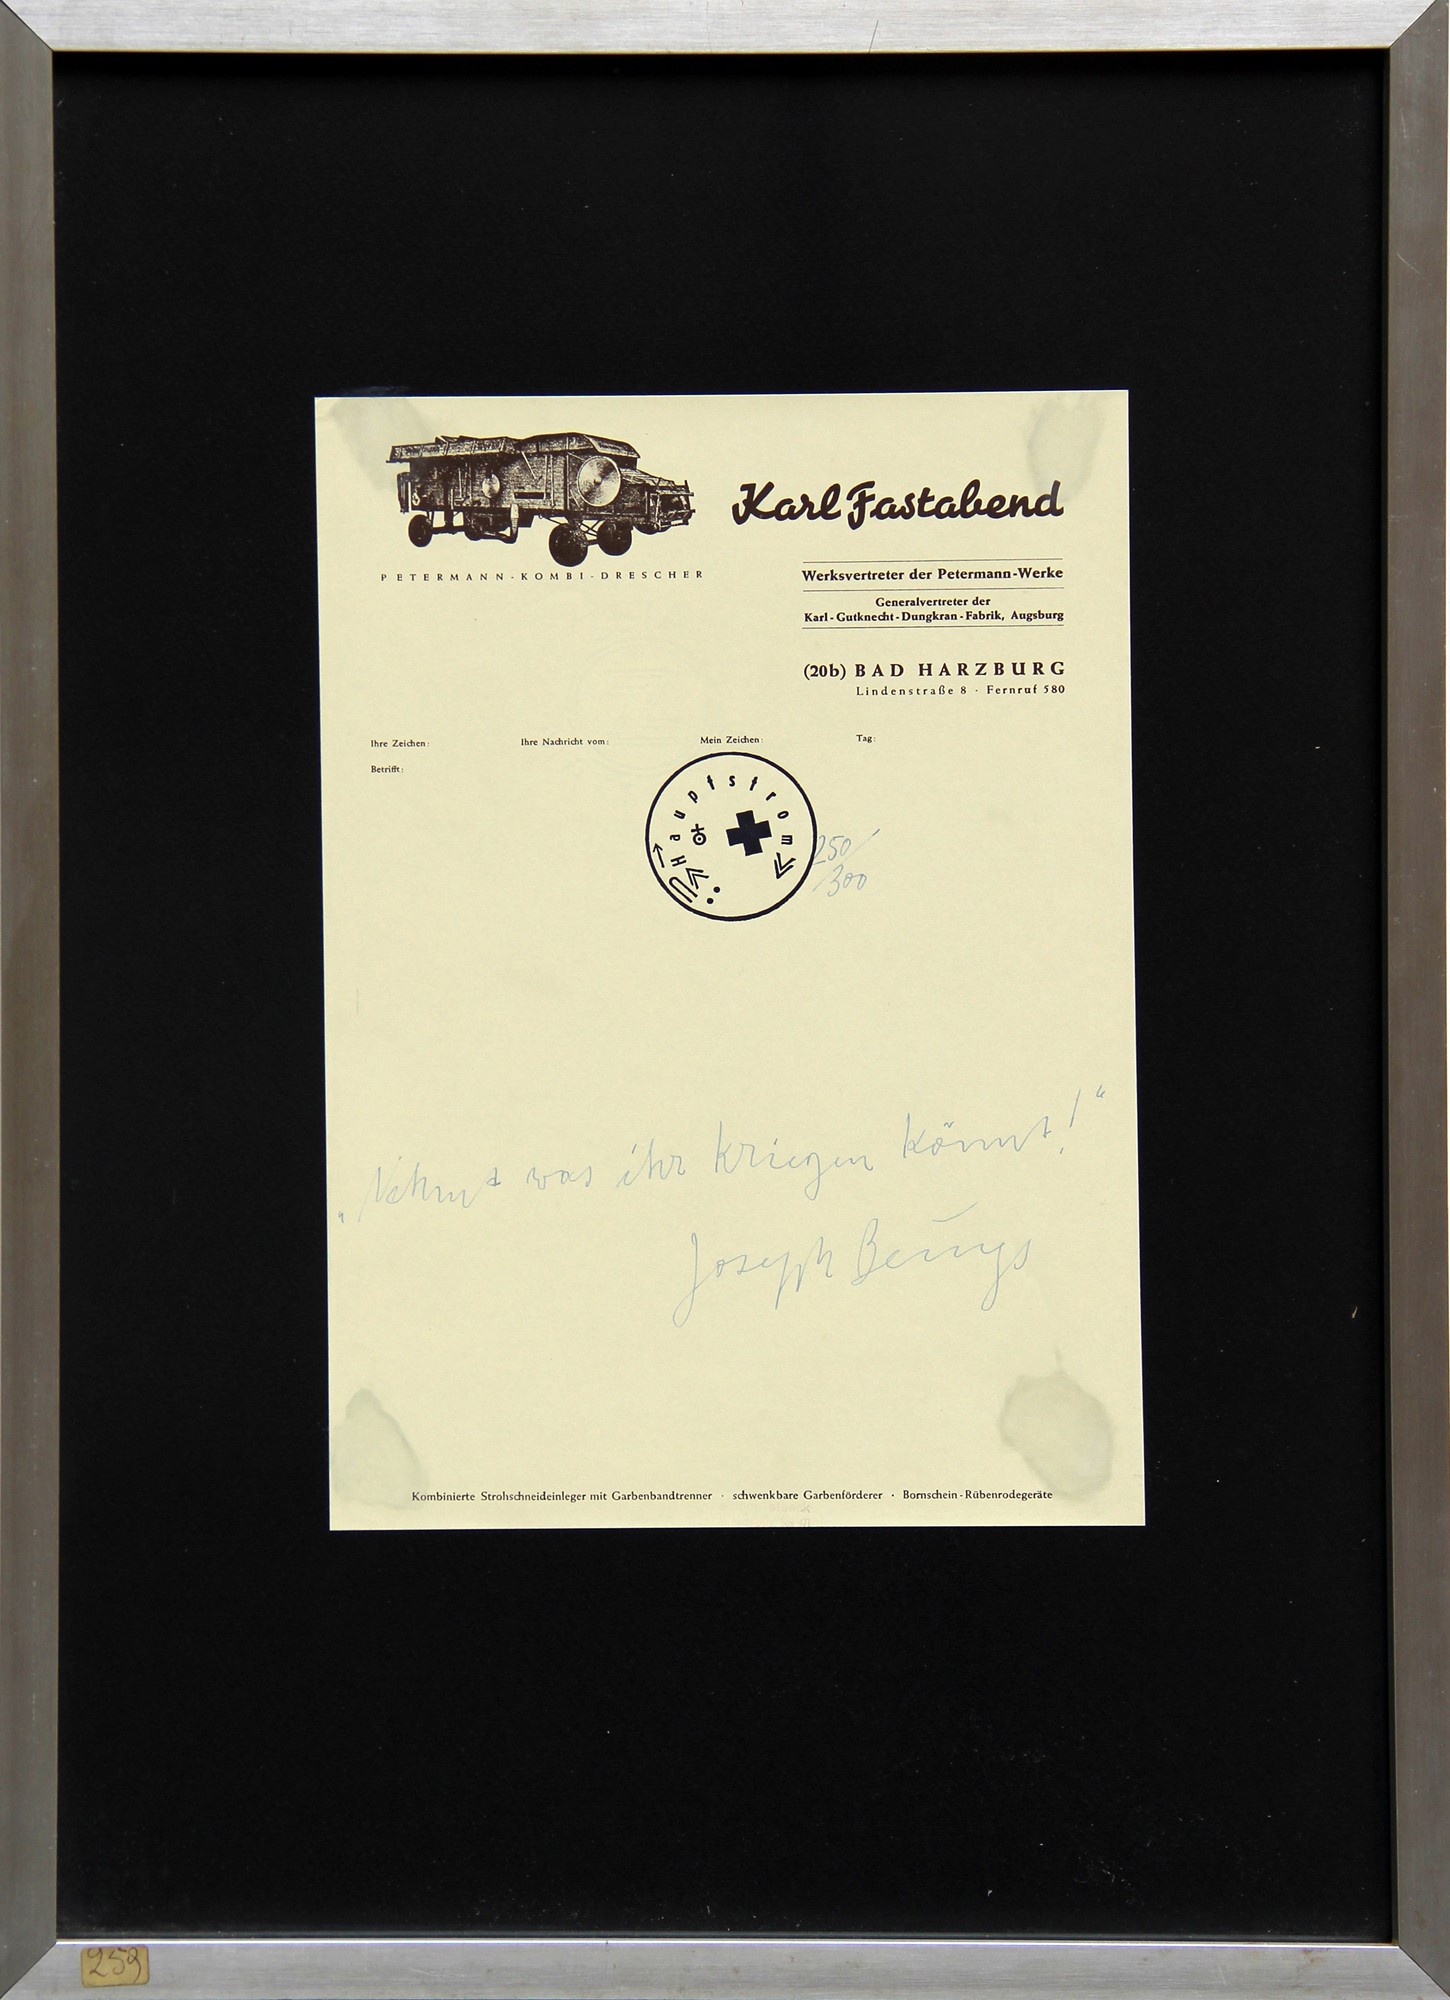 Karl Fastabend
PETERMANN-KOMBI-DRESCHER
Werksvertreter der Petermann-Werke
Generalvertreter der
Karl-Gutknecht-Dungkran-Fabrik, Augsburg
(20b) BAD HARZBURG
Lindenstraße 8 · Fernruf 580
Ihre Zeichen: Ihre Nachricht vom: Mein Zeichen: Tag:
Betrifft:
Hauptstrom
250/
/300
„Nehmt was ihr kriegen könnt!“
Joseph Beuys
Kombinierte Strohschneideinleger mit Garbenbandtrenner · schwenkbare Garbenförderer · Bornschein-Rübenrodegeräte
259